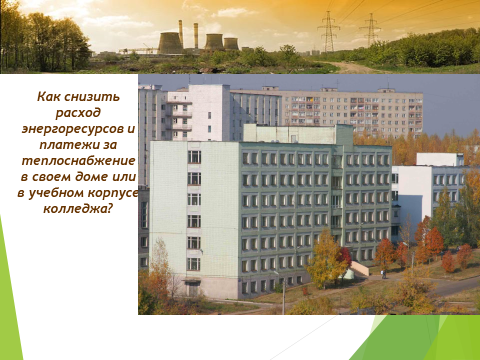 Как снизить
расход
энергоресурсов и
платежи за
теплоснабжение
в своем доме или
в учебном корпусе
колледжа?